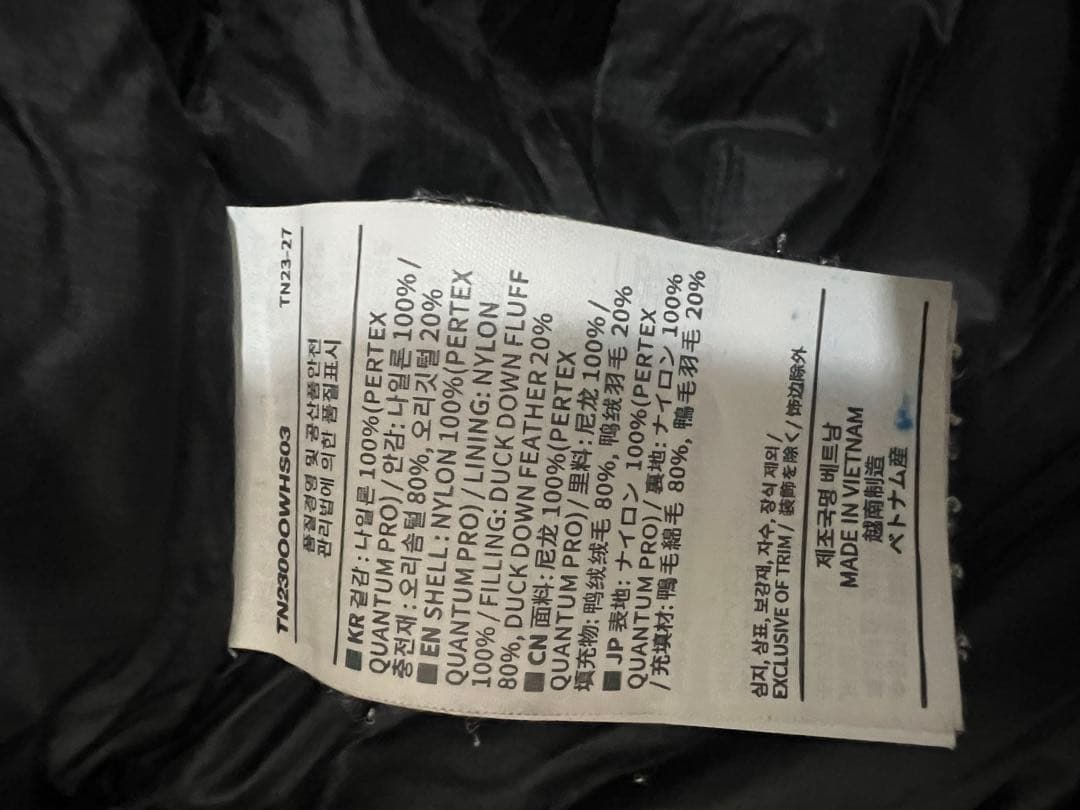 TN2300OWHS03 TN23-27
품질경영 및 공산품안전
관리법에 의한 품질표시
■ KR 겉감 : 나일론 100%(PERTEX
QUANTUM PRO) / 안감 : 나일론 100% /
충전재 : 오리솜털 80%, 오리깃털 20%
■ EN SHELL : NYLON 100%(PERTEX
QUANTUM PRO) / LINING: NYLON
100% / FILLING: DUCK DOWN FLUFF
80%, DUCK DOWN FEATHER20%
■ CN 面料: 尼龙 100%(PERTEX
QUANTUM PRO) / 里料 : 尼龙 100% /
填充物: 鸭绒绒毛 80%, 鸭绒羽毛 20%
■ JP 表地: ナイロン 100%(PERTEX
QUANTUM PRO) / 裏地: ナイロン 100%
/ 充填材: 鴨毛綿毛 80%, 鴨毛羽毛 20%
심지, 상표, 보강재, 자수, 장식 제외 /
EXCLUSIVE OF TRIM / 装飾を除く / 饰边除外
제조국명 베트남
MADE IN VIETNAM
越南制造
ベトナム産